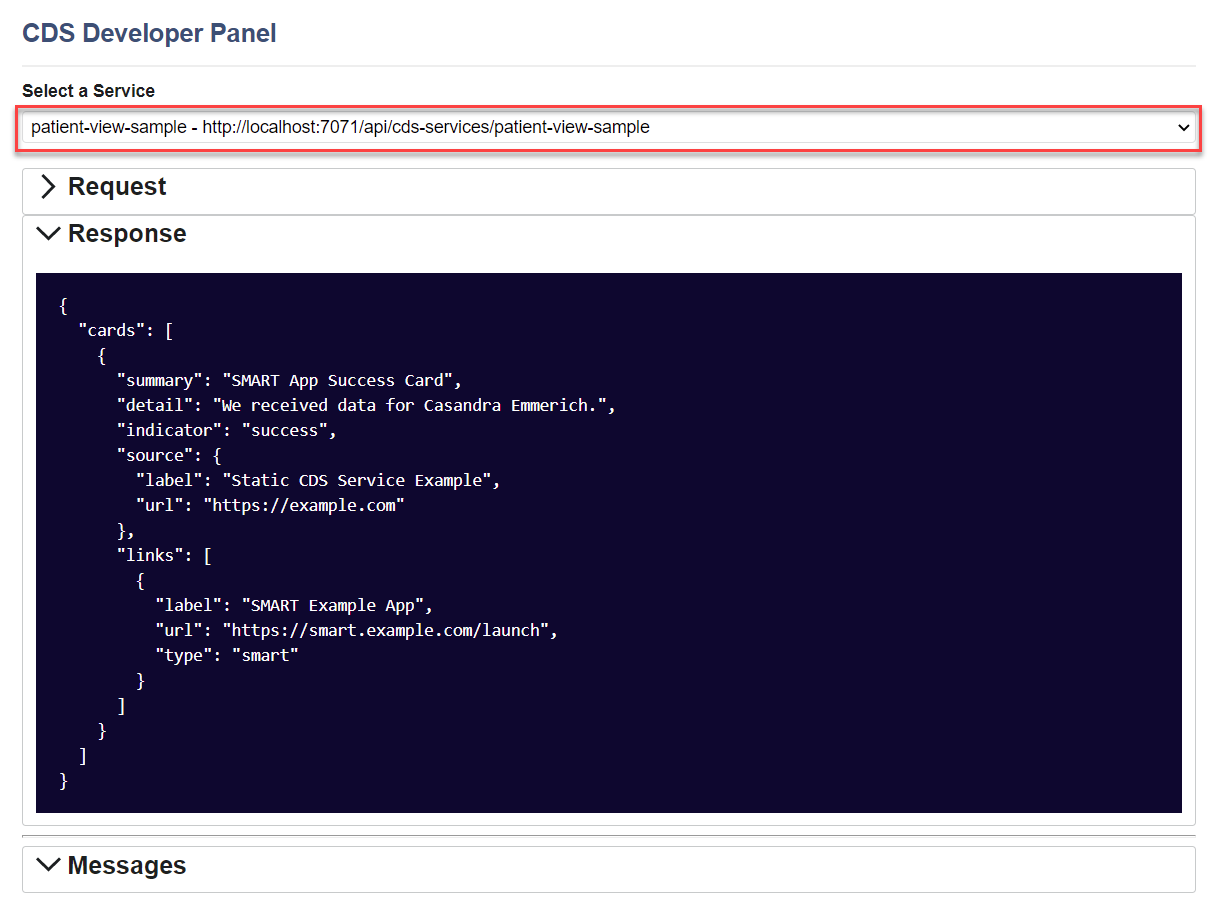 CDS Developer Panel
Select a Service
patient-view-sample - http://localhost:7071/api/cds-services/patient-view-sample
Request
Response
{
  "cards": [
    {
      "summary": "SMART App Success Card",
      "detail": "We received data for Casandra Emmerich.",
      "indicator": "success",
      "source": {
        "label": "Static CDS Service Example",
        "url": "https://example.com"
      },
      "links": [
        {
          "label": "SMART Example App",
          "url": "https://smart.example.com/launch",
          "type": "smart"
        }
      ]
    }
  ]
}
Messages